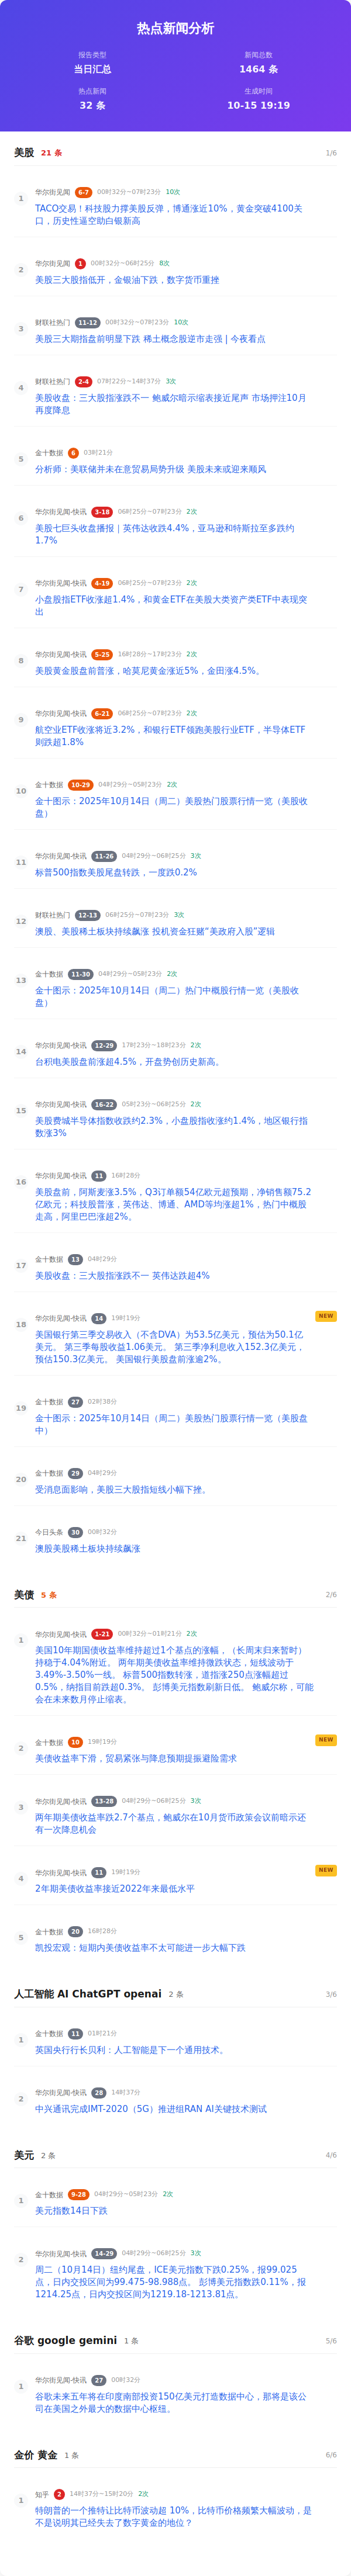 热点新闻分析
报告类型
当日汇总
新闻总数
1464 条
热点新闻
32 条
生成时间
10-15 19:19
美股 21 条 1/6
1
华尔街见闻 6-7 00时32分~07时23分 10次
TACO交易！科技股力撑美股反弹，博通涨近10%，黄金突破4100关
口，历史性逼空助白银新高
2
华尔街见闻 1 00时32分~06时25分 8次
美股三大股指低开，金银油下跌，数字货币重挫
3
财联社热门 11-12 00时32分~07时23分 10次
美股三大期指盘前明显下跌 稀土概念股逆市走强 | 今夜看点
4
财联社热门 2-4 07时22分~14时37分 3次
美股收盘：三大股指涨跌不一 鲍威尔暗示缩表接近尾声 市场押注10月
再度降息
5
金十数据 6 03时21分
分析师：美联储并未在意贸易局势升级 美股未来或迎来顺风
6
华尔街见闻-快讯 3-18 06时25分~07时23分 2次
美股七巨头收盘播报｜英伟达收跌4.4%，亚马逊和特斯拉至多跌约
1.7%
7
华尔街见闻-快讯 4-19 06时25分~07时23分 2次
小盘股指ETF收涨超1.4%，和黄金ETF在美股大类资产类ETF中表现突
出
8
华尔街见闻-快讯 5-25 16时28分~17时23分 2次
美股黄金股盘前普涨，哈莫尼黄金涨近5%，金田涨4.5%。
9
华尔街见闻-快讯 6-21 06时25分~07时23分 2次
航空业ETF收涨将近3.2%，和银行ETF领跑美股行业ETF，半导体ETF
则跌超1.8%
10
金十数据 10-29 04时29分~05时23分 2次
金十图示：2025年10月14日（周二）美股热门股票行情一览（美股收
盘）
11
华尔街见闻-快讯 11-26 04时29分~06时25分 3次
标普500指数美股尾盘转跌，一度跌0.2%
12
财联社热门 12-13 06时25分~07时23分 3次
澳股、美股稀土板块持续飙涨 投机资金狂赌“美政府入股”逻辑
13
金十数据 11-30 04时29分~05时23分 2次
金十图示：2025年10月14日（周二）热门中概股行情一览（美股收
盘）
14
华尔街见闻-快讯 12-29 17时23分~18时23分 2次
台积电美股盘前涨超4.5%，开盘势创历史新高。
15
华尔街见闻-快讯 16-22 05时23分~06时25分 2次
美股费城半导体指数收跌约2.3%，小盘股指收涨约1.4%，地区银行指
数涨3%
16
华尔街见闻-快讯 11 16时28分
美股盘前，阿斯麦涨3.5%，Q3订单额54亿欧元超预期，净销售额75.2
亿欧元；科技股普涨，英伟达、博通、AMD等均涨超1%，热门中概股
走高，阿里巴巴涨超2%。
17
金十数据 13 04时29分
美股收盘：三大股指涨跌不一 英伟达跌超4%
18
华尔街见闻-快讯 14 19时19分 NEW
美国银行第三季交易收入（不含DVA）为53.5亿美元，预估为50.1亿
美元。 第三季每股收益1.06美元。 第三季净利息收入152.3亿美元，
预估150.3亿美元。 美国银行美股盘前涨逾2%。
19
金十数据 27 02时38分
金十图示：2025年10月14日（周二）美股热门股票行情一览（美股盘
中）
20
金十数据 29 04时29分
受消息面影响，美股三大股指短线小幅下挫。
21
今日头条 30 00时32分
澳股美股稀土板块持续飙涨
美债 5 条 2/6
1
华尔街见闻-快讯 1-21 00时32分~01时21分 2次
美国10年期国债收益率维持超过1个基点的涨幅，（长周末归来暂时）
持稳于4.04%附近。 两年期美债收益率维持微跌状态，短线波动于
3.49%-3.50%一线。 标普500指数转涨，道指涨250点涨幅超过
0.5%，纳指目前跌超0.3%。 彭博美元指数刷新日低。 鲍威尔称，可能
会在未来数月停止缩表。
2
金十数据 10 19时19分 NEW
美债收益率下滑，贸易紧张与降息预期提振避险需求
3
华尔街见闻-快讯 13-28 04时29分~06时25分 3次
两年期美债收益率跌2.7个基点，鲍威尔在10月货币政策会议前暗示还
有一次降息机会
4
华尔街见闻-快讯 11 19时19分 NEW
2年期美债收益率接近2022年来最低水平
5
金十数据 20 16时28分
凯投宏观：短期内美债收益率不太可能进一步大幅下跌
人工智能 AI ChatGPT openai 2 条 3/6
1
金十数据 11 01时21分
英国央行行长贝利：人工智能是下一个通用技术。
2
华尔街见闻-快讯 28 14时37分
中兴通讯完成IMT-2020（5G）推进组RAN AI关键技术测试
美元 2 条 4/6
1
金十数据 9-28 04时29分~05时23分 2次
美元指数14日下跌
2
华尔街见闻-快讯 14-29 04时29分~06时25分 3次
周二（10月14日）纽约尾盘，ICE美元指数下跌0.25%，报99.025
点，日内交投区间为99.475-98.988点。 彭博美元指数跌0.11%，报
1214.25点，日内交投区间为1219.18-1213.81点。
谷歌 google gemini 1 条 5/6
1
华尔街见闻-快讯 27 00时32分
谷歌未来五年将在印度南部投资150亿美元打造数据中心，那将是该公
司在美国之外最大的数据中心枢纽。
金价 黄金 1 条 6/6
1
知乎 2 14时37分~15时20分 2次
特朗普的一个推特让比特币波动超 10%，比特币价格频繁大幅波动，是
不是说明其已经失去了数字黄金的地位？